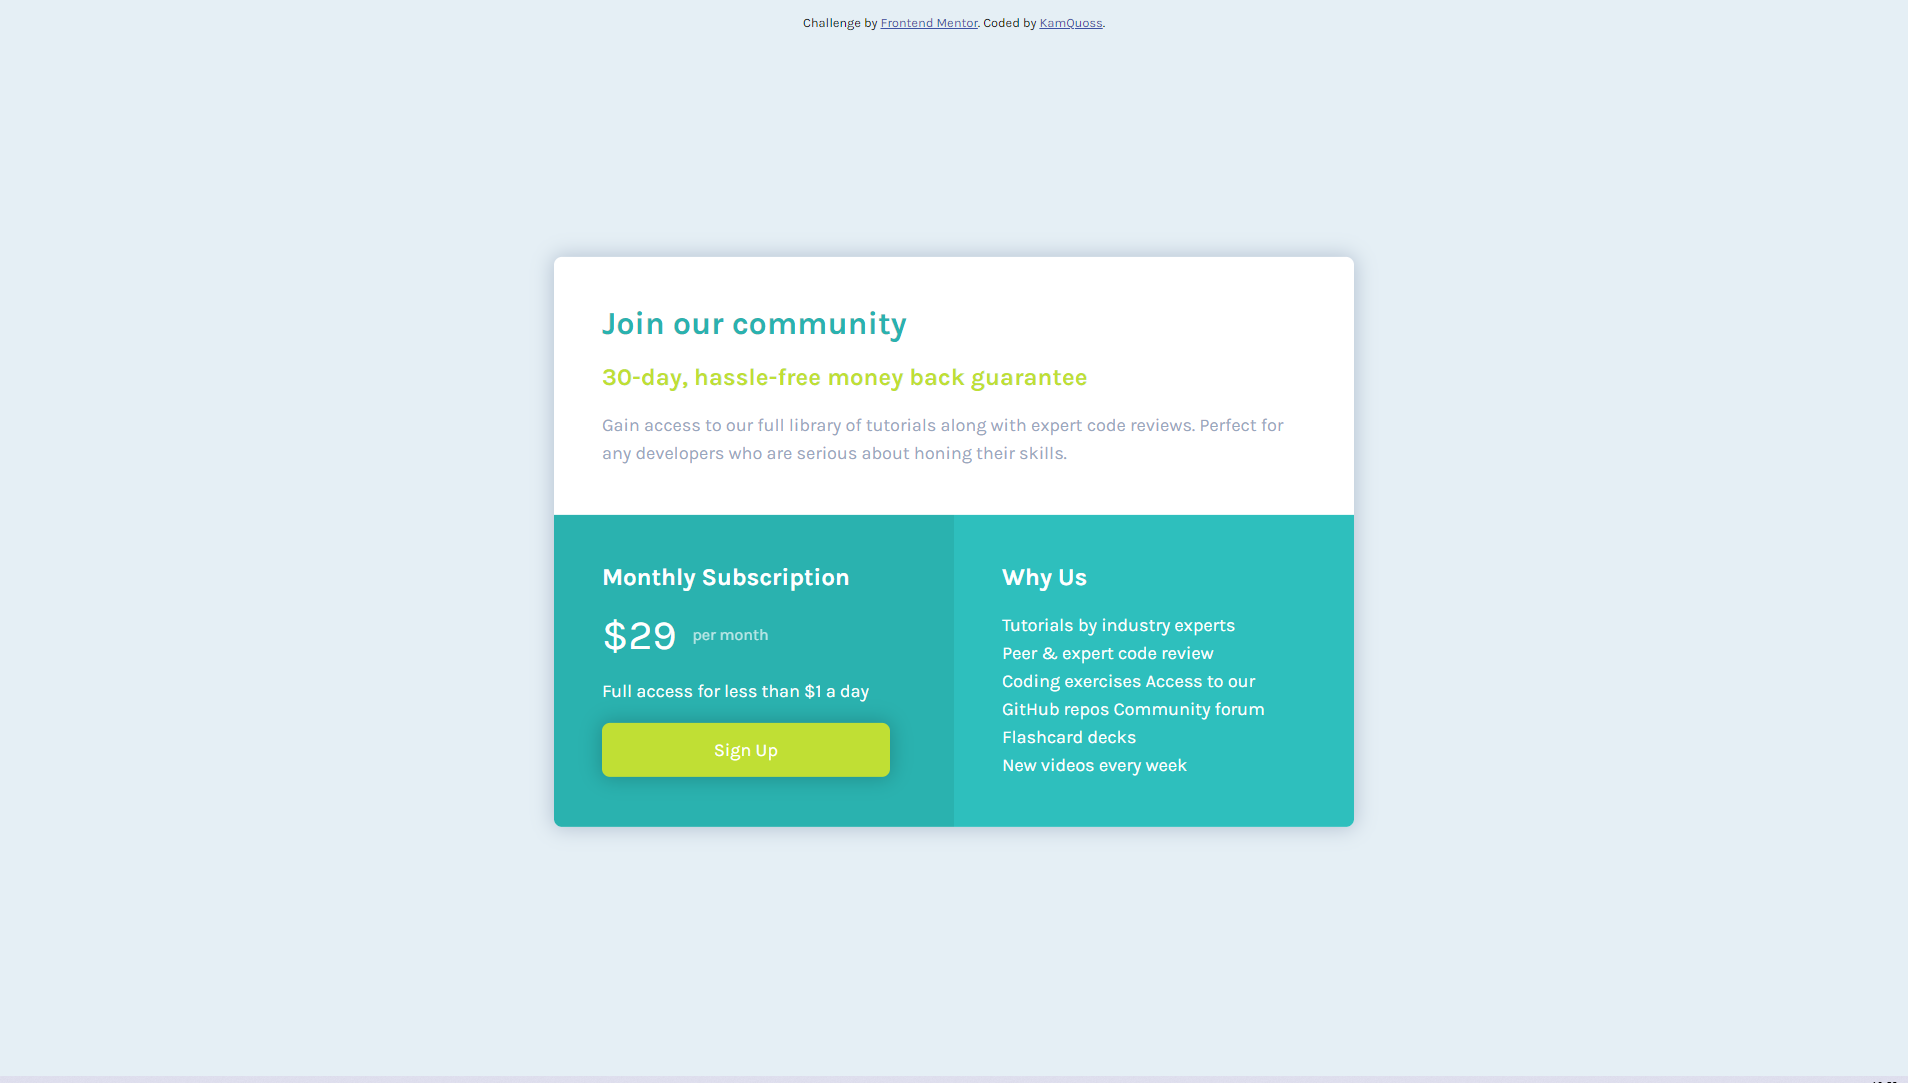 Challenge by Frontend Mentor. Coded by KamQuoss.
Join our community
30-day, hassle-free money back guarantee
Gain access to our full library of tutorials along with expert code reviews. Perfect for
any developers who are serious about honing their skills.
Monthly Subscription
$29 per month
Full access for less than $1 a day
Sign Up
Why Us
Tutorials by industry experts
Peer & expert code review
Coding exercises Access to our
GitHub repos Community forum
Flashcard decks
New videos every week